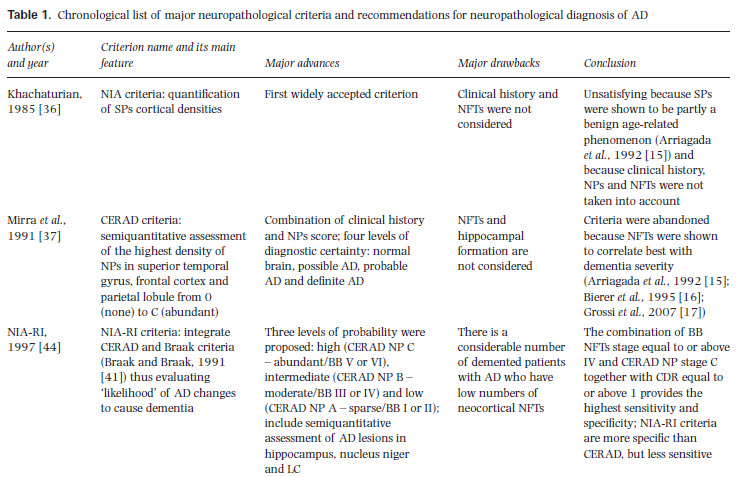 Table 1. Chronological list of major neuropathological criteria and recommendations for neuropathological diagnosis of AD
Author(s) and year
Criterion name and its main feature
Major advances
Major drawbacks
Conclusion
Khachaturian,
1985 [36]
NIA criteria: quantification
of SPs cortical densities
First widely accepted criterion
Clinical history and
NFTs were not
considered
Unsatisfying because SPs
were shown to be partly a
benign age-related
phenomenon (Arriagada
et al., 1992 [15]) and
because clinical history,
NPs and NFTs were not
taken into account
Mirra et al.,
1991 [37]
CERAD criteria:
semiquantitative assessment
of the highest density of
NPs in superior temporal
gyrus, frontal cortex and
parietal lobule from 0
(none) to C (abundant)
Combination of clinical history
and NPs score; four levels of
diagnostic certainty: normal
brain, possible AD, probable
AD and definite AD
NFTs and
hippocampal
formation are
not considered
Criteria were abandoned
because NFTs were shown
to correlate best with
dementia severity
(Arriagada et al., 1992 [15];
Bierer et al., 1995 [16];
Grossi et al., 2007 [17])
NIA-RI,
1997 [44]
NIA-RI criteria: integrate
CERAD and Braak criteria
(Braak and Braak, 1991
[41]) thus evaluating
‘likelihood’ of AD changes
to cause dementia
Three levels of probability were
proposed: high (CERAD NP C
– abundant/BB V or VI),
intermediate (CERAD NP B –
moderate/BB III or IV) and low
(CERAD NP A – sparse/BB I or II);
include semiquantitative
assessment of AD lesions in
hippocampus, nucleus niger
and LC
There is a
considerable number
of demented patients
with AD who have
low numbers of
neocortical NFTs
The combination of BB
NFTs stage equal to or above
IV and CERAD NP stage C
together with CDR equal to
or above 1 provides the
highest sensitivity and
specificity; NIA-RI criteria
are more specific than
CERAD, but less sensitive